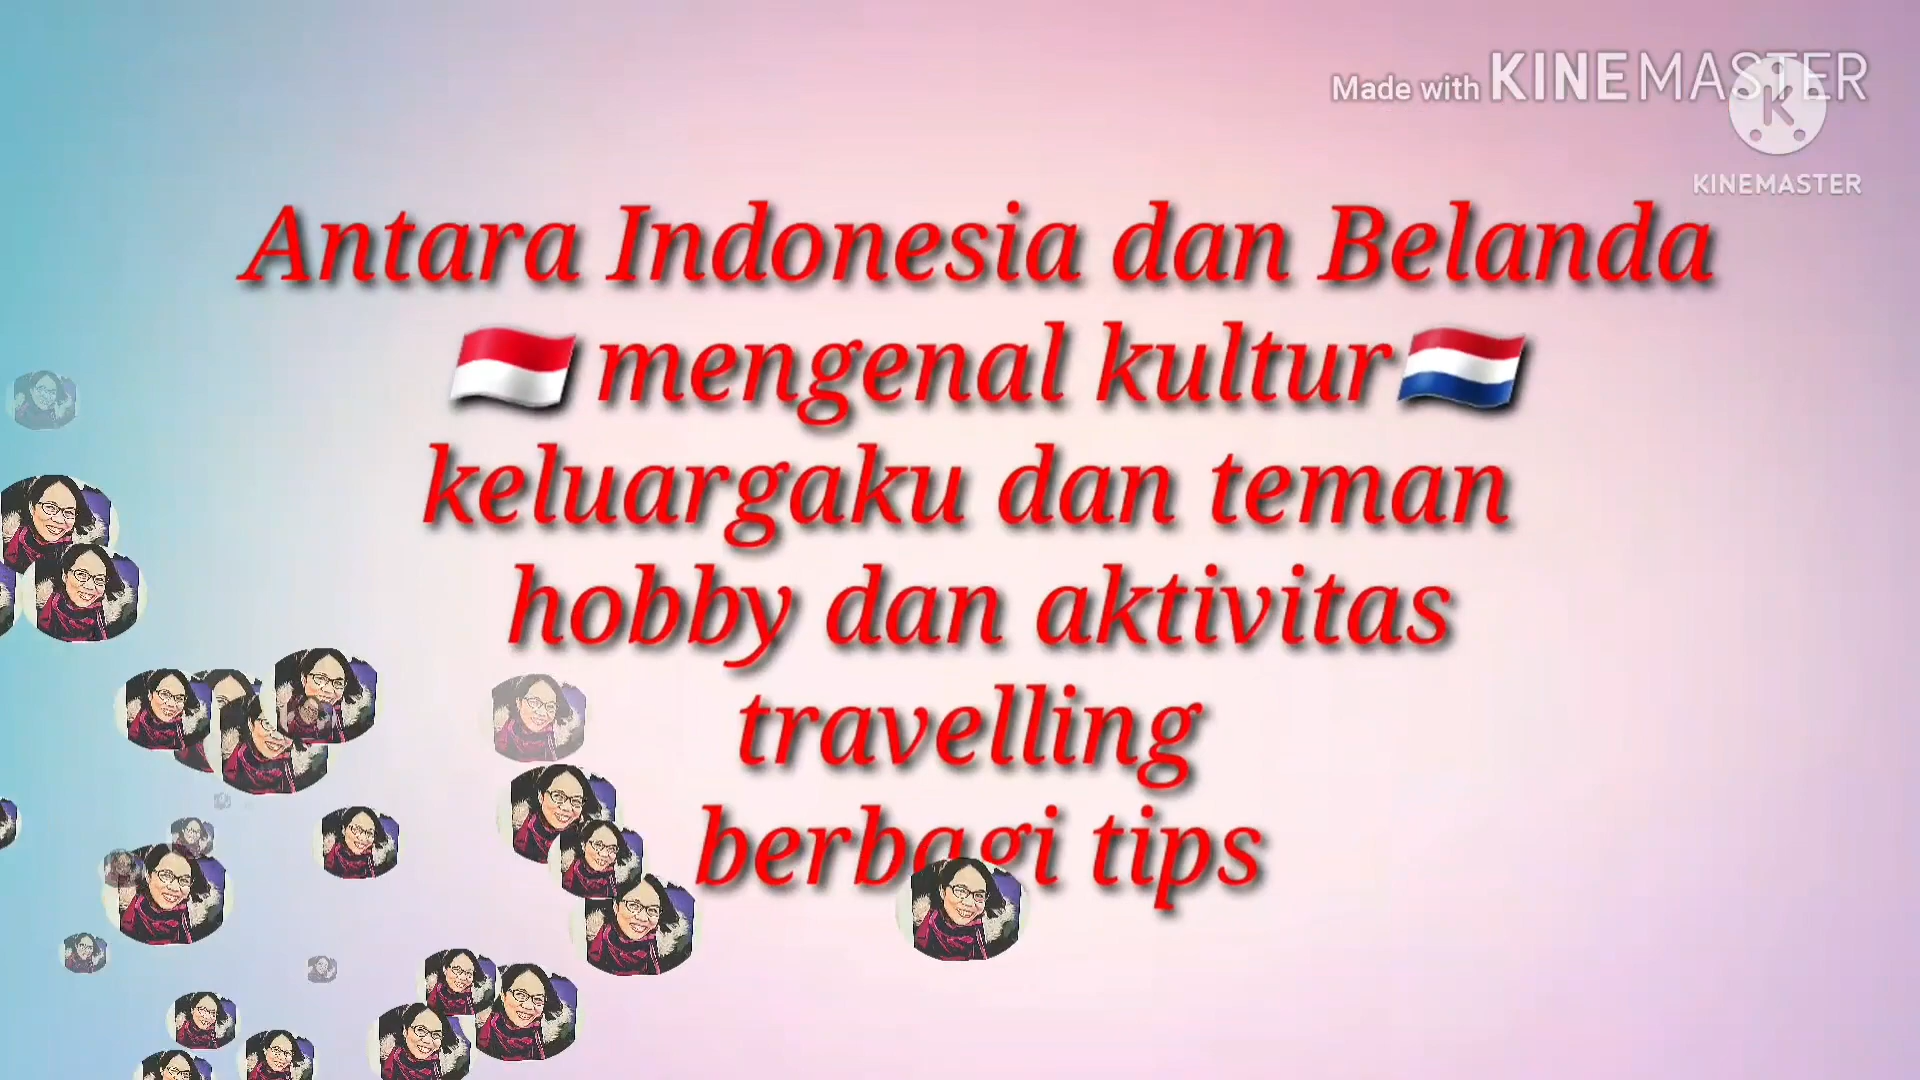 Made with KINEMASTER
KINEMASTER
Antara Indonesia dan Belanda
mengenal kultur
keluargaku dan teman
hobby dan aktivitas
travelling
berbagi tips